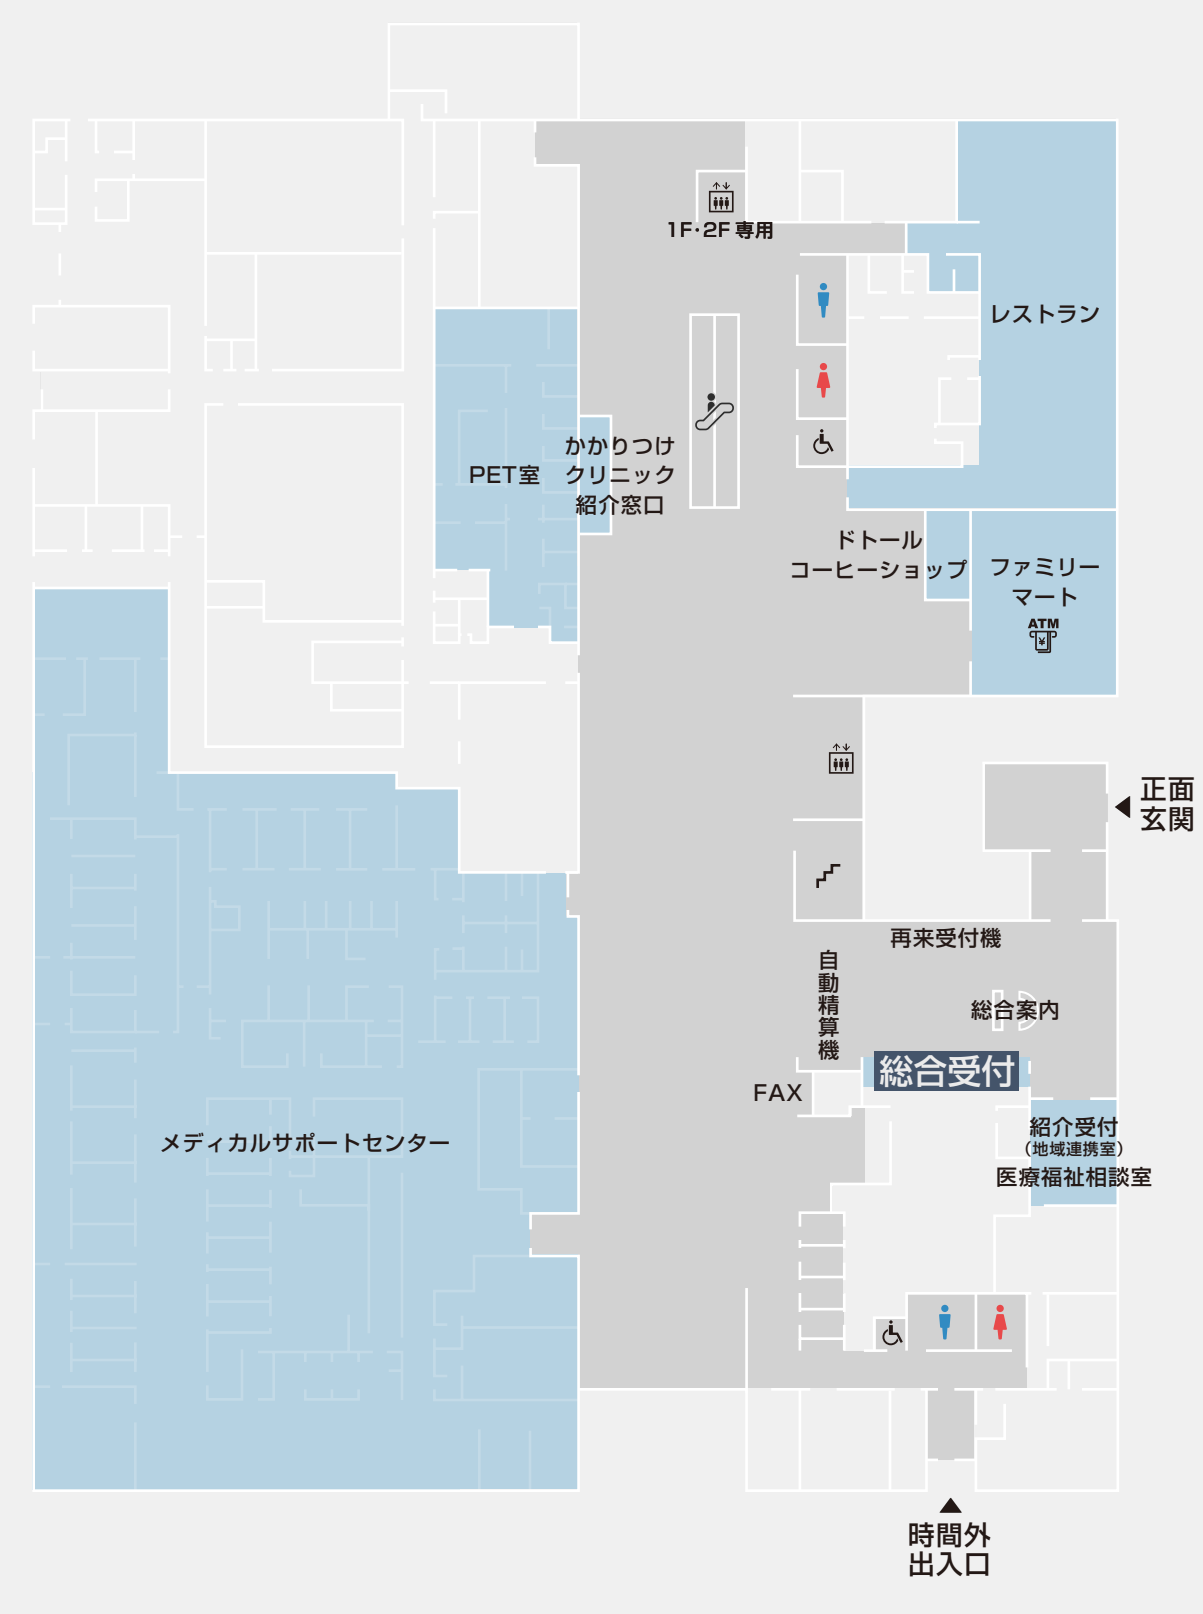 1F・2F 専用
レストラン
かかりつけ
クリニック
紹介窓口
PET室
ドトール
コーヒーショップ
ファミリー
マート
ATM
¥
正面
玄関
再来受付機
自動精算機
総合案内
総合受付
FAX
紹介受付
（地域連携室）
医療福祉相談室
メディカルサポートセンター
時間外
出入口